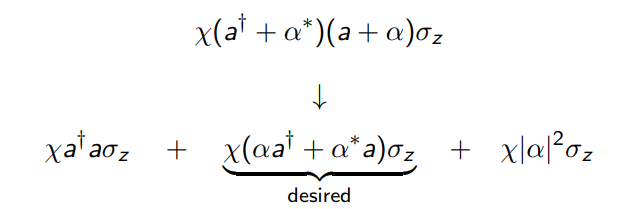 χ(a† + α*)(a + α)σz
↓
χa†aσz + χ(αa† + α*a)σz + χ|α|²σz
desired